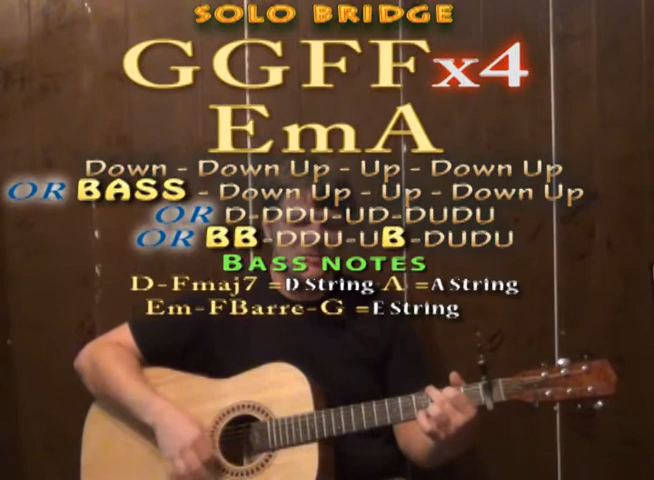 SOLO BRIDGE
GGFFx4
EmA
Down - Down Up - Up - Down Up
OR BASS - Down Up - Up - Down Up
OR D-DDU-UD-DUDU
OR BB-DDU-UB-DUDU
BASS NOTES
D-Fmaj7 =D String A =A String
Em-FBarre-G =E String